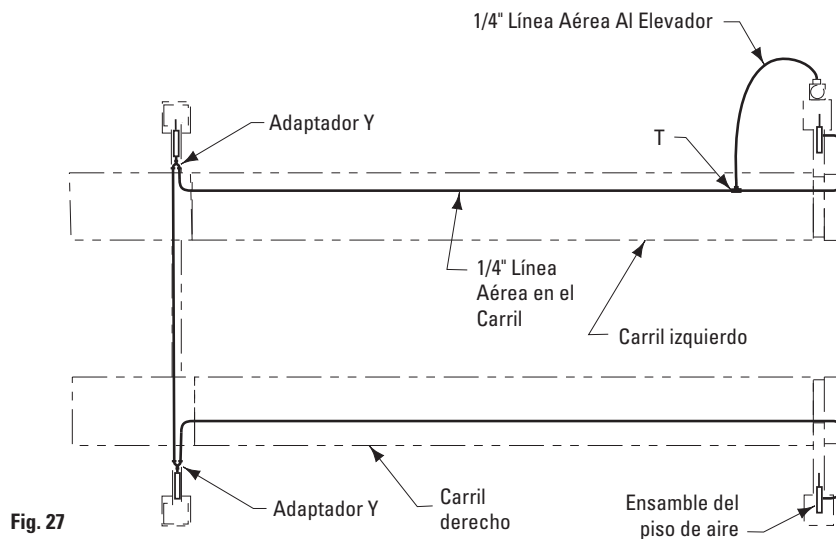 1/4" Línea Aérea Al Elevador
Adaptador Y
T
1/4" Línea
Aérea en el
Carril
Carril izquierdo
Adaptador Y
Carril
derecho
Ensamble del
piso de aire
Fig. 27